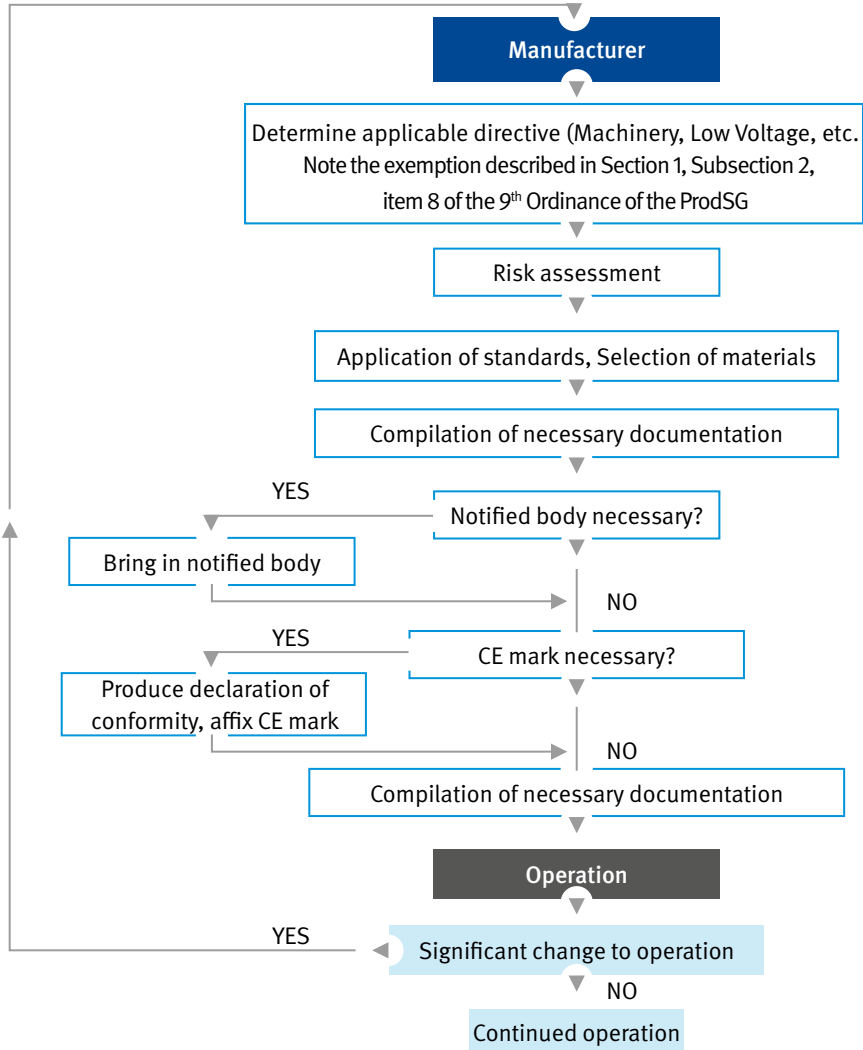 Manufacturer
Determine applicable directive (Machinery, Low Voltage, etc.
Note the exemption described in Section 1, Subsection 2,
item 8 of the 9th Ordinance of the ProdSG
Risk assessment
Application of standards, Selection of materials
Compilation of necessary documentation
YES
Notified body necessary?
Bring in notified body
NO
YES
CE mark necessary?
Produce declaration of
conformity, affix CE mark
NO
Compilation of necessary documentation
Operation
YES
Significant change to operation
NO
Continued operation